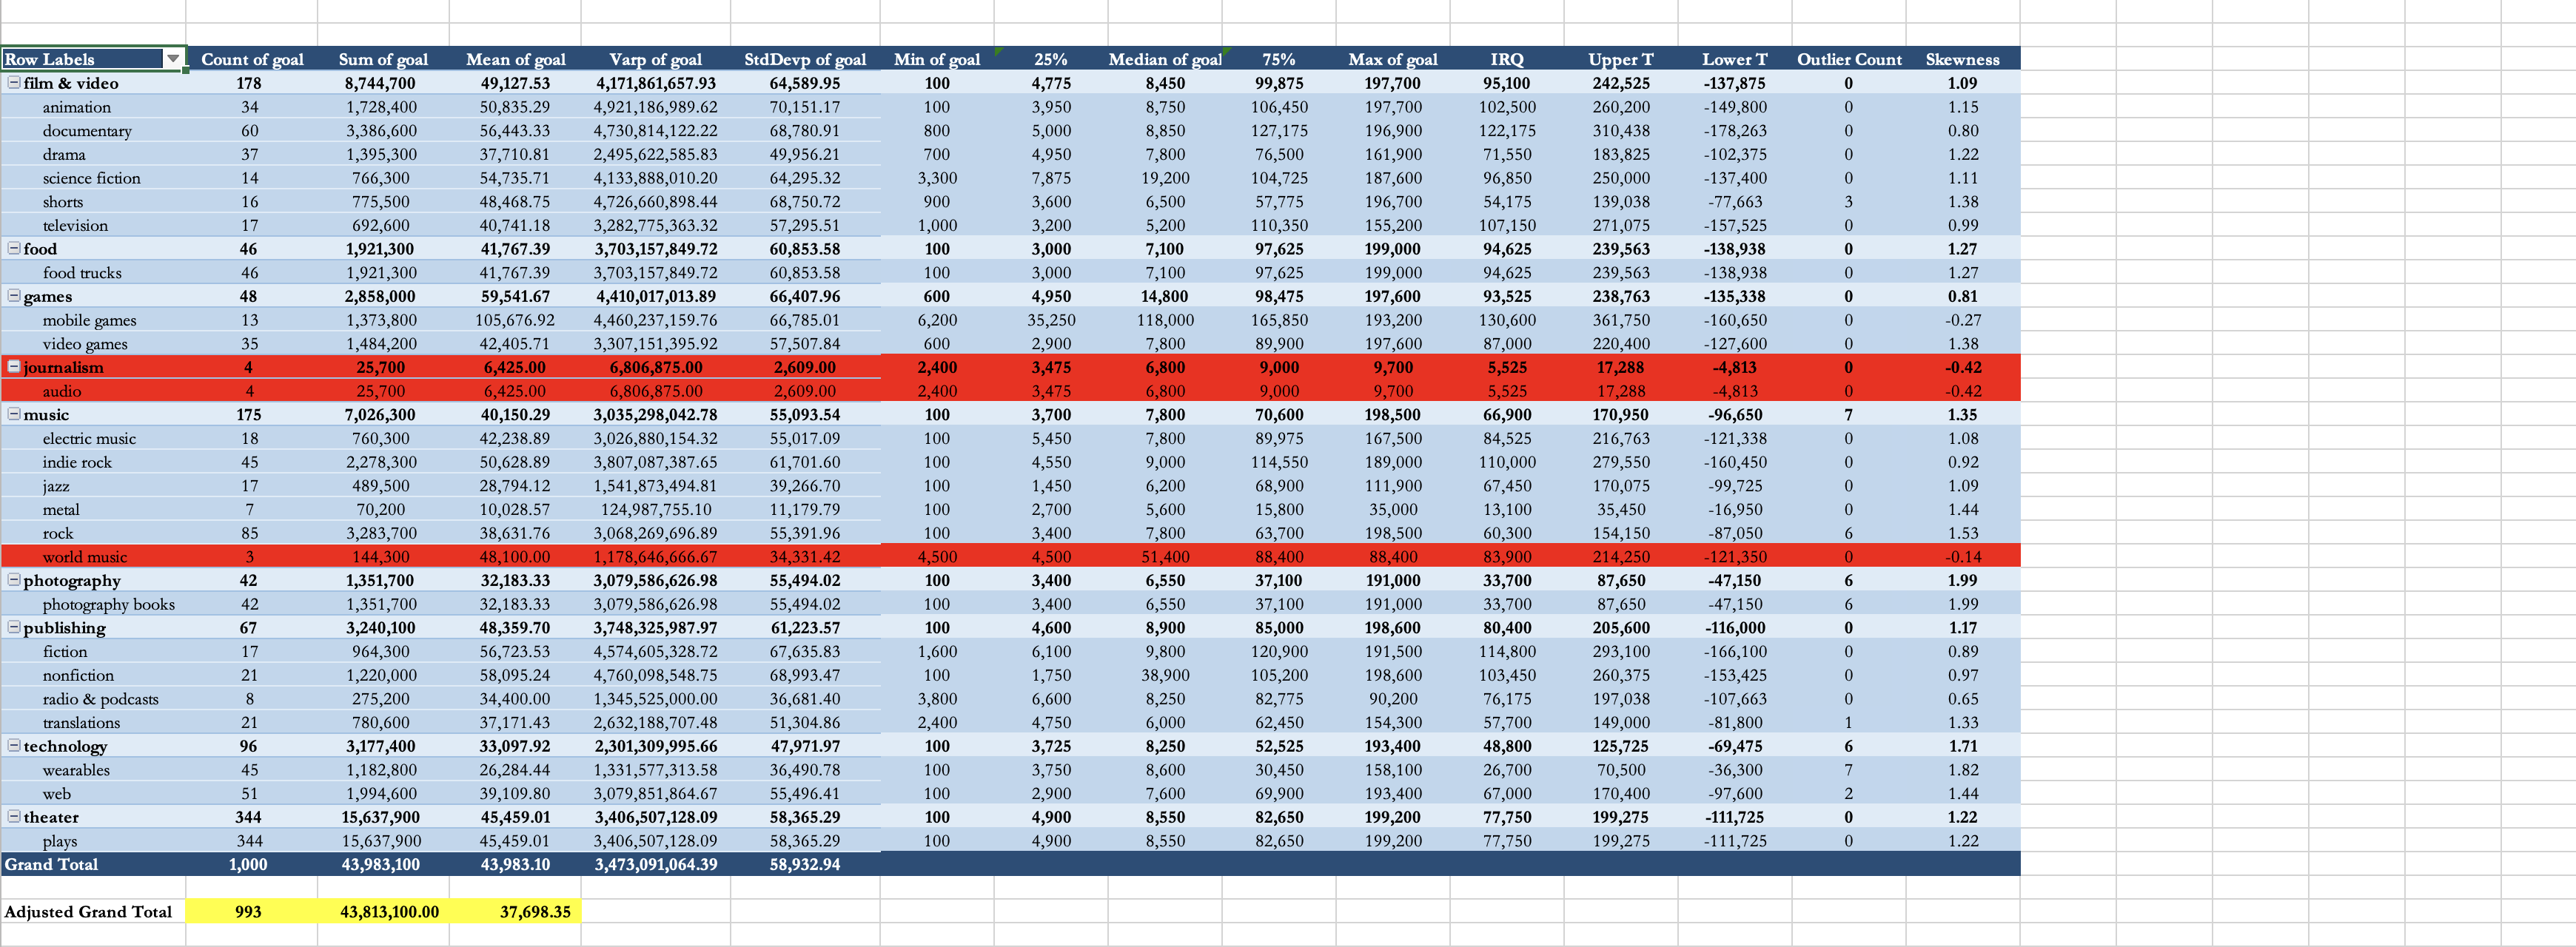 Row Labels Count of goal Sum of goal Mean of goal Varp of goal StdDevp of goal Min of goal 25% Median of goal 75% Max of goal IRQ Upper T Lower T Outlier Count Skewness
film & video 178 8,744,700 49,127.53 4,171,861,657.93 64,589.95 100 4,775 8,450 99,875 197,700 95,100 242,525 -137,875 0 1.09
animation 34 1,728,400 50,835.29 4,921,186,989.62 70,151.17 100 3,950 8,750 106,450 197,700 102,500 260,200 -149,800 0 1.15
documentary 60 3,386,600 56,443.33 4,730,814,122.22 68,780.91 800 5,000 8,850 127,175 196,900 122,175 310,438 -178,263 0 0.80
drama 37 1,395,300 37,710.81 2,495,622,585.83 49,956.21 700 4,950 7,800 76,500 161,900 71,550 183,825 -102,375 0 1.22
science fiction 14 766,300 54,735.71 4,133,888,010.20 64,295.32 3,300 7,875 19,200 104,725 187,600 96,850 250,000 -137,400 0 1.11
shorts 16 775,500 48,468.75 4,726,660,898.44 68,750.72 900 3,600 6,500 57,775 196,700 54,175 139,038 -77,663 3 1.38
television 17 692,600 40,741.18 3,282,775,363.32 57,295.51 1,000 3,200 5,200 110,350 155,200 107,150 271,075 -157,525 0 0.99
food 46 1,921,300 41,767.39 3,703,157,849.72 60,853.58 100 3,000 7,100 97,625 199,000 94,625 239,563 -138,938 0 1.27
food trucks 46 1,921,300 41,767.39 3,703,157,849.72 60,853.58 100 3,000 7,100 97,625 199,000 94,625 239,563 -138,938 0 1.27
games 48 2,858,000 59,541.67 4,410,017,013.89 66,407.96 600 4,950 14,800 98,475 197,600 93,525 238,763 -135,338 0 0.81
mobile games 13 1,373,800 105,676.92 4,460,237,159.76 66,785.01 6,200 35,250 118,000 165,850 193,200 130,600 361,750 -160,650 0 -0.27
video games 35 1,484,200 42,405.71 3,307,151,395.92 57,507.84 600 2,900 7,800 89,900 197,600 87,000 220,400 -127,600 0 1.38
journalism 4 25,700 6,425.00 6,806,875.00 2,609.00 2,400 3,475 6,800 9,000 9,700 5,525 17,288 -4,813 0 -0.42
audio 4 25,700 6,425.00 6,806,875.00 2,609.00 2,400 3,475 6,800 9,000 9,700 5,525 17,288 -4,813 0 -0.42
music 175 7,026,300 40,150.29 3,035,298,042.78 55,093.54 100 3,700 7,800 70,600 198,500 66,900 170,950 -96,650 7 1.35
electric music 18 760,300 42,238.89 3,026,880,154.32 55,017.09 100 5,450 7,800 89,975 167,500 84,525 216,763 -121,338 0 1.08
indie rock 45 2,278,300 50,628.89 3,807,087,387.65 61,701.60 100 4,550 9,000 114,550 189,000 110,000 279,550 -160,450 0 0.92
jazz 17 489,500 28,794.12 1,541,873,494.81 39,266.70 100 1,450 6,200 68,900 111,900 67,450 170,075 -99,725 0 1.09
metal 7 70,200 10,028.57 124,987,755.10 11,179.79 100 2,700 5,600 15,800 35,000 13,100 35,450 -16,950 0 1.44
rock 85 3,283,700 38,631.76 3,068,269,696.89 55,391.96 100 3,400 7,800 63,700 198,500 60,300 154,150 -87,050 6 1.53
world music 3 144,300 48,100.00 1,178,646,666.67 34,331.42 4,500 4,500 51,400 88,400 88,400 83,900 214,250 -121,350 0 -0.14
photography 42 1,351,700 32,183.33 3,079,586,626.98 55,494.02 100 3,400 6,550 37,100 191,000 33,700 87,650 -47,150 6 1.99
photography books 42 1,351,700 32,183.33 3,079,586,626.98 55,494.02 100 3,400 6,550 37,100 191,000 33,700 87,650 -47,150 6 1.99
publishing 67 3,240,100 48,359.70 3,748,325,987.97 61,223.57 100 4,600 8,900 85,000 198,600 80,400 205,600 -116,000 0 1.17
fiction 17 964,300 56,723.53 4,574,605,328.72 67,635.83 1,600 6,100 9,800 120,900 191,500 114,800 293,100 -166,100 0 0.89
nonfiction 21 1,220,000 58,095.24 4,760,098,548.75 68,993.47 100 1,750 38,900 105,200 198,600 103,450 260,375 -153,425 0 0.97
radio & podcasts 8 275,200 34,400.00 1,345,525,000.00 36,681.40 3,800 6,600 8,250 82,775 90,200 76,175 197,038 -107,663 0 0.65
translations 21 780,600 37,171.43 2,632,188,707.48 51,304.86 2,400 4,750 6,000 62,450 154,300 57,700 149,000 -81,800 1 1.33
technology 96 3,177,400 33,097.92 2,301,309,995.66 47,971.97 100 3,725 8,250 52,525 193,400 48,800 125,725 -69,475 6 1.71
wearables 45 1,182,800 26,284.44 1,331,577,313.58 36,490.78 100 3,750 8,600 30,450 158,100 26,700 70,500 -36,300 7 1.82
web 51 1,994,600 39,109.80 3,079,851,864.67 55,496.41 100 2,900 7,600 69,900 193,400 67,000 170,400 -97,600 2 1.44
theater 344 15,637,900 45,459.01 3,406,507,128.09 58,365.29 100 4,900 8,550 82,650 199,200 77,750 199,275 -111,725 0 1.22
plays 344 15,637,900 45,459.01 3,406,507,128.09 58,365.29 100 4,900 8,550 82,650 199,200 77,750 199,275 -111,725 0 1.22
Grand Total 1,000 43,983,100 43,983.10 3,473,091,064.39 58,932.94
Adjusted Grand Total 993 43,813,100.00 37,698.35